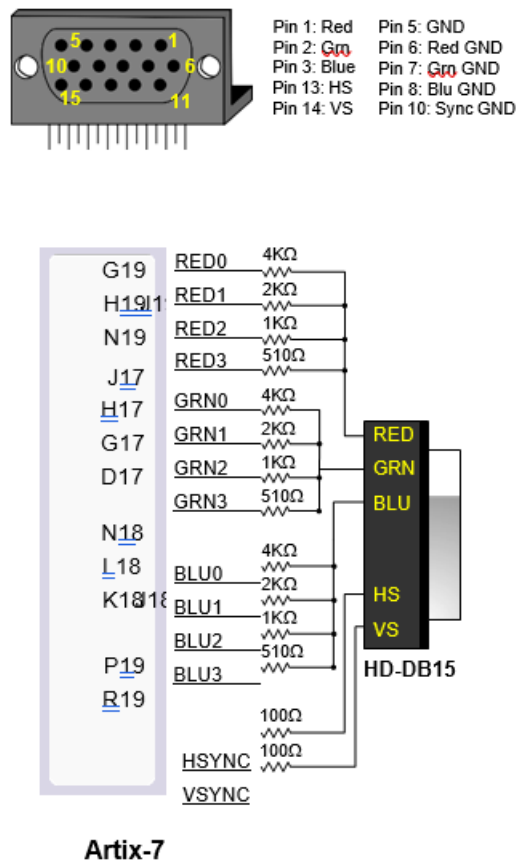 5
1
10
6
15
11
Pin 1: Red
Pin 2: Grn
Pin 3: Blue
Pin 13: HS
Pin 14: VS
Pin 5: GND
Pin 6: Red GND
Pin 7: Grn GND
Pin 8: Blu GND
Pin 10: Sync GND
G19
H19
N19
J17
H17
G17
D17
N18
L18
K18
P19
R19
RED0
RED1
RED2
RED3
GRN0
GRN1
GRN2
GRN3
BLU0
BLU1
BLU2
BLU3
HSYNC
VSYNC
4KΩ
2KΩ
1KΩ
510Ω
4KΩ
2KΩ
1KΩ
510Ω
4KΩ
2KΩ
1KΩ
510Ω
100Ω
100Ω
RED
GRN
BLU
HS
VS
HD-DB15
Artix-7